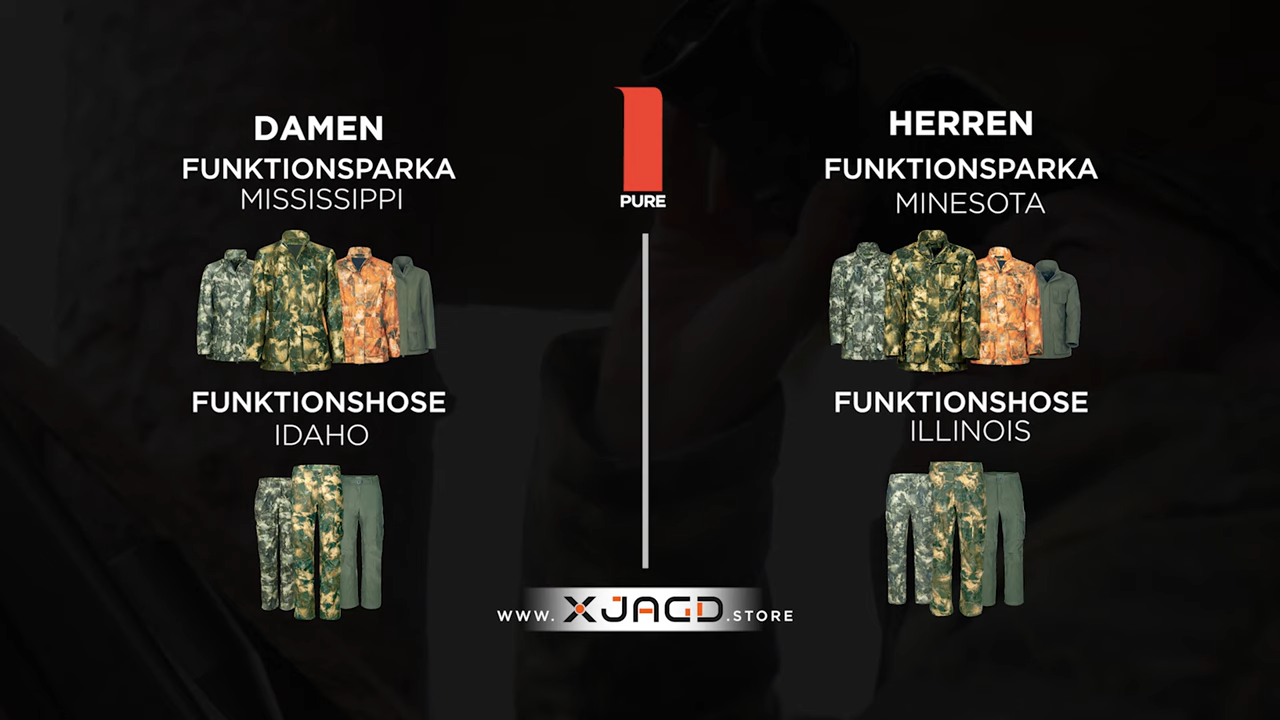 DAMEN
FUNKTIONSPARKA
MISSISSIPPI
FUNKTIONSHOSE
IDAHO
PURE
WWW.XJAGD.STORE
HERREN
FUNKTIONSPARKA
MINESOTA
FUNKTIONSHOSE
ILLINOIS